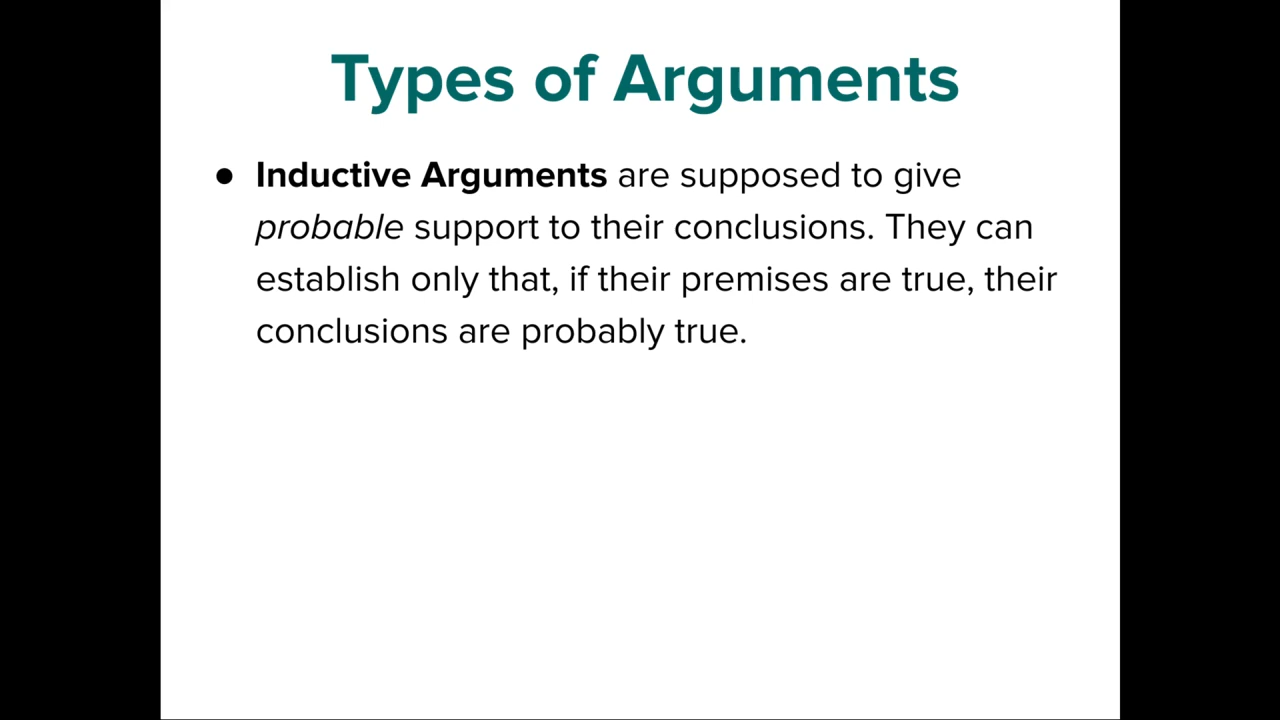 Types of Arguments
● Inductive Arguments are supposed to give
probable support to their conclusions. They can
establish only that, if their premises are true, their
conclusions are probably true.